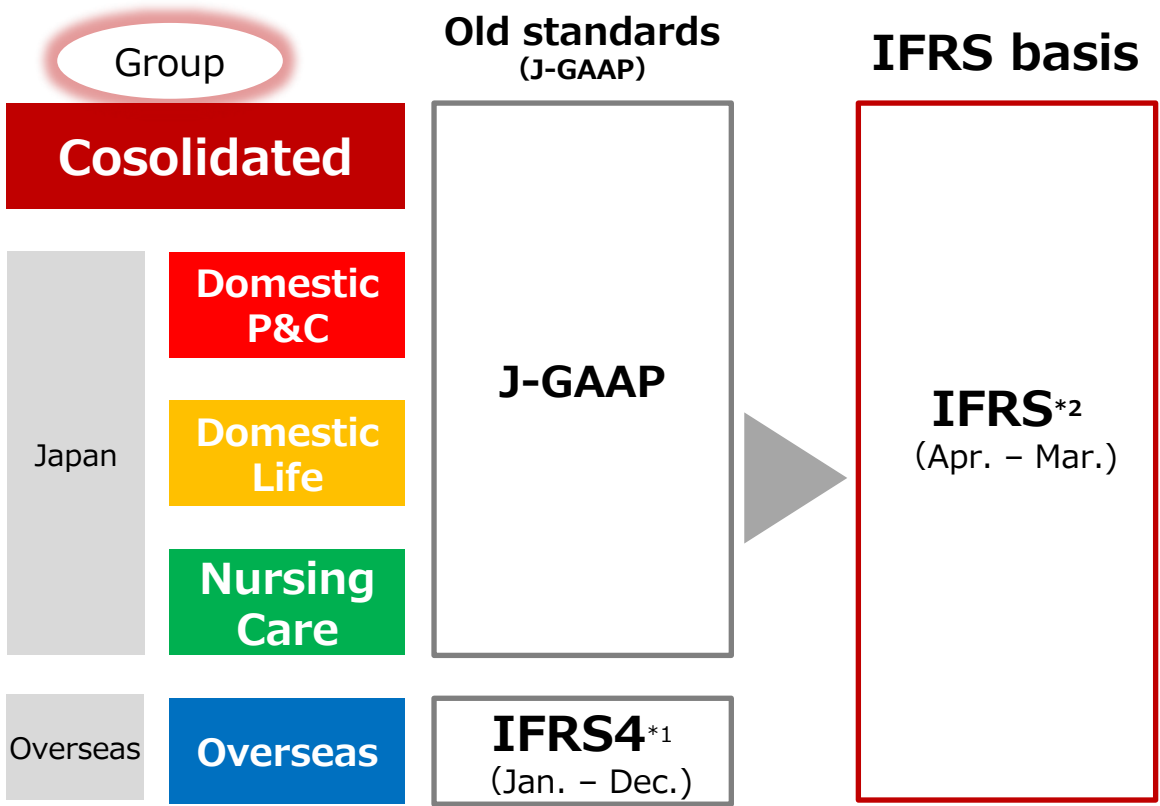 Group
Old standards
(J-GAAP)
IFRS basis
Cosolidated
Domestic
P&C
J-GAAP
IFRS*2
(Apr. – Mar.)
Japan
Domestic
Life
Nursing
Care
Overseas
Overseas
IFRS4*1
(Jan. – Dec.)